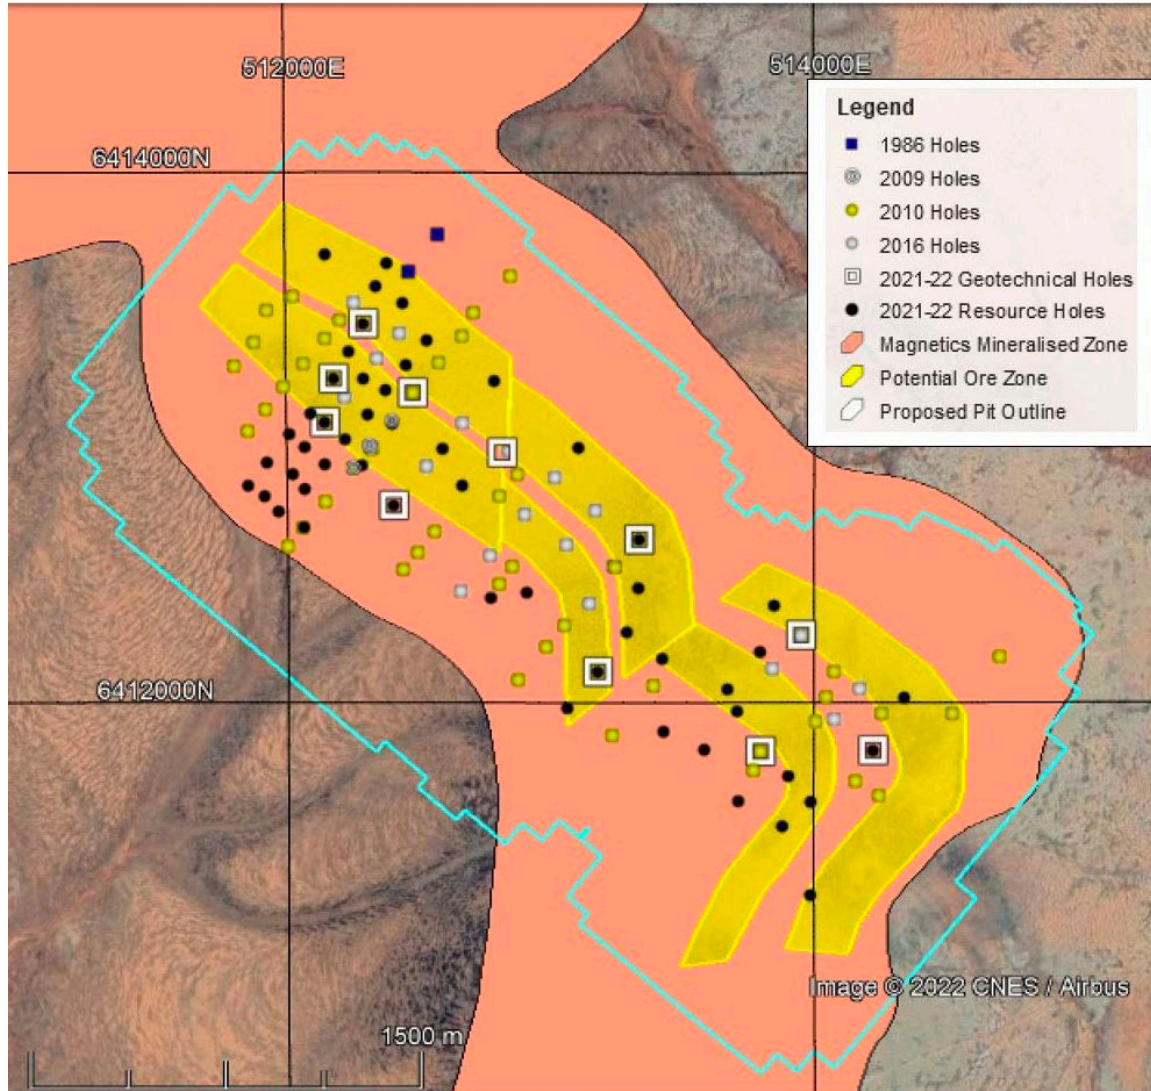 512000E
514000E
6414000N
Legend
1986 Holes
2009 Holes
2010 Holes
2016 Holes
2021-22 Geotechnical Holes
2021-22 Resource Holes
Magnetics Mineralised Zone
Potential Ore Zone
Proposed Pit Outline
6412000N
Image © 2022 CNES / Airbus
1500 m